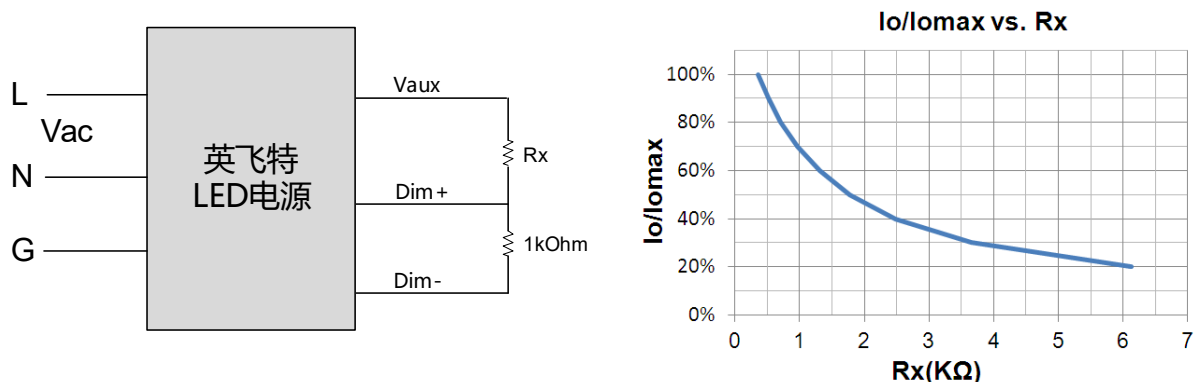 L
Vac
N
G
英飞特
LED电源
Vaux
Rx
Dim+
1kOhm
Dim-
Io/Iomax vs. Rx
Io/Iomax
100%
80%
60%
40%
20%
0%
0 1 2 3 4 5 6 7
Rx(KΩ)